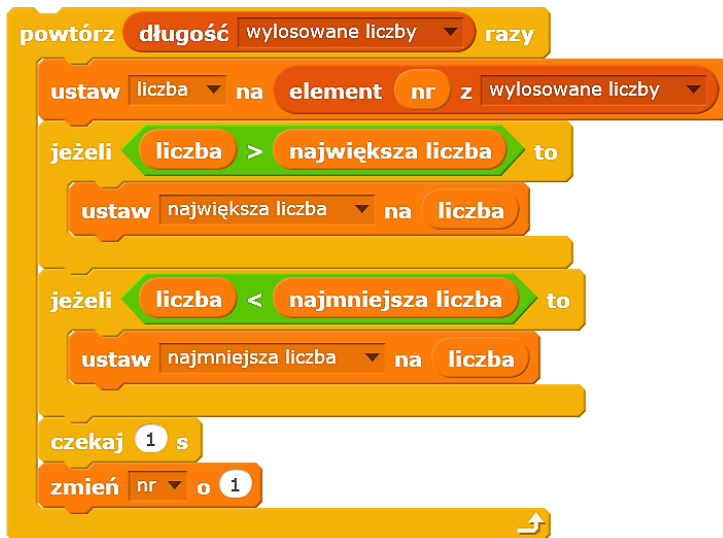 powtórz długość wylosowane liczby razy
ustaw liczba na element nr z wylosowane liczby
jeżeli liczba > największa liczba to
ustaw największa liczba na liczba
jeżeli liczba < najmniejsza liczba to
ustaw najmniejsza liczba na liczba
czekaj 1 s
zmień nr o 1